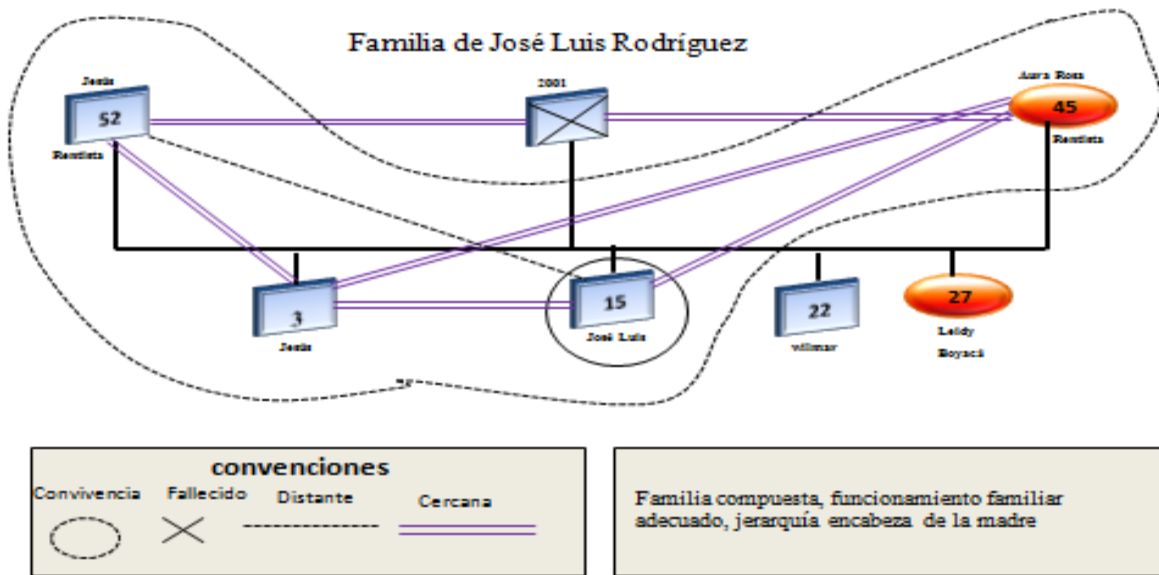 Familia de José Luis Rodríguez
Jesús
2001
Aura Rosa
52
45
Rentista
Rentista
3
15
22
27
Jesús
José Luis
wilmar
Leidy
Boyacá
convenciones
Convivencia
Fallecido
Distante
Cercana
Familia compuesta, funcionamiento familiar
adecuado, jerarquía encabeza de la madre